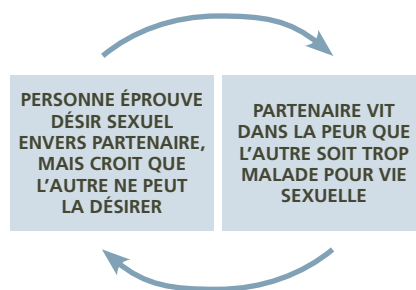 PERSONNE ÉPROUVE
DÉSIR SEXUEL
ENVERS PARTENAIRE,
MAIS CROIT QUE
L’AUTRE NE PEUT
LA DÉSIRER
PARTENAIRE VIT
DANS LA PEUR QUE
L’AUTRE SOIT TROP
MALADE POUR VIE
SEXUELLE